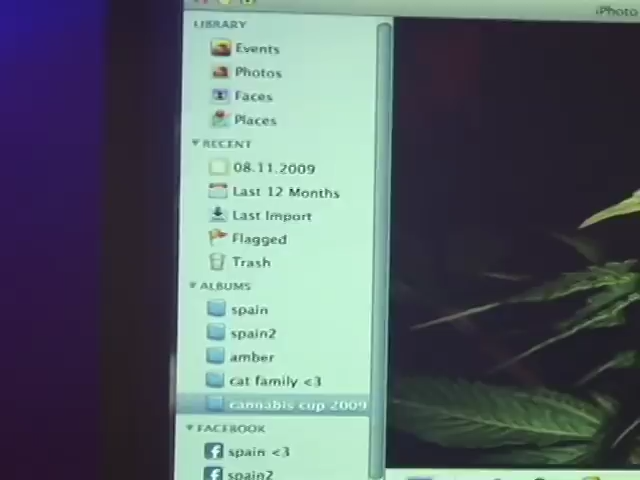 iPhoto
LIBRARY
Events
Photos
Faces
Places
RECENT
08.11.2009
Last 12 Months
Last Import
Flagged
Trash
ALBUMS
spain
spain2
amber
cat family <3
cannabis cup 2009
FACEBOOK
spain <3
spain2